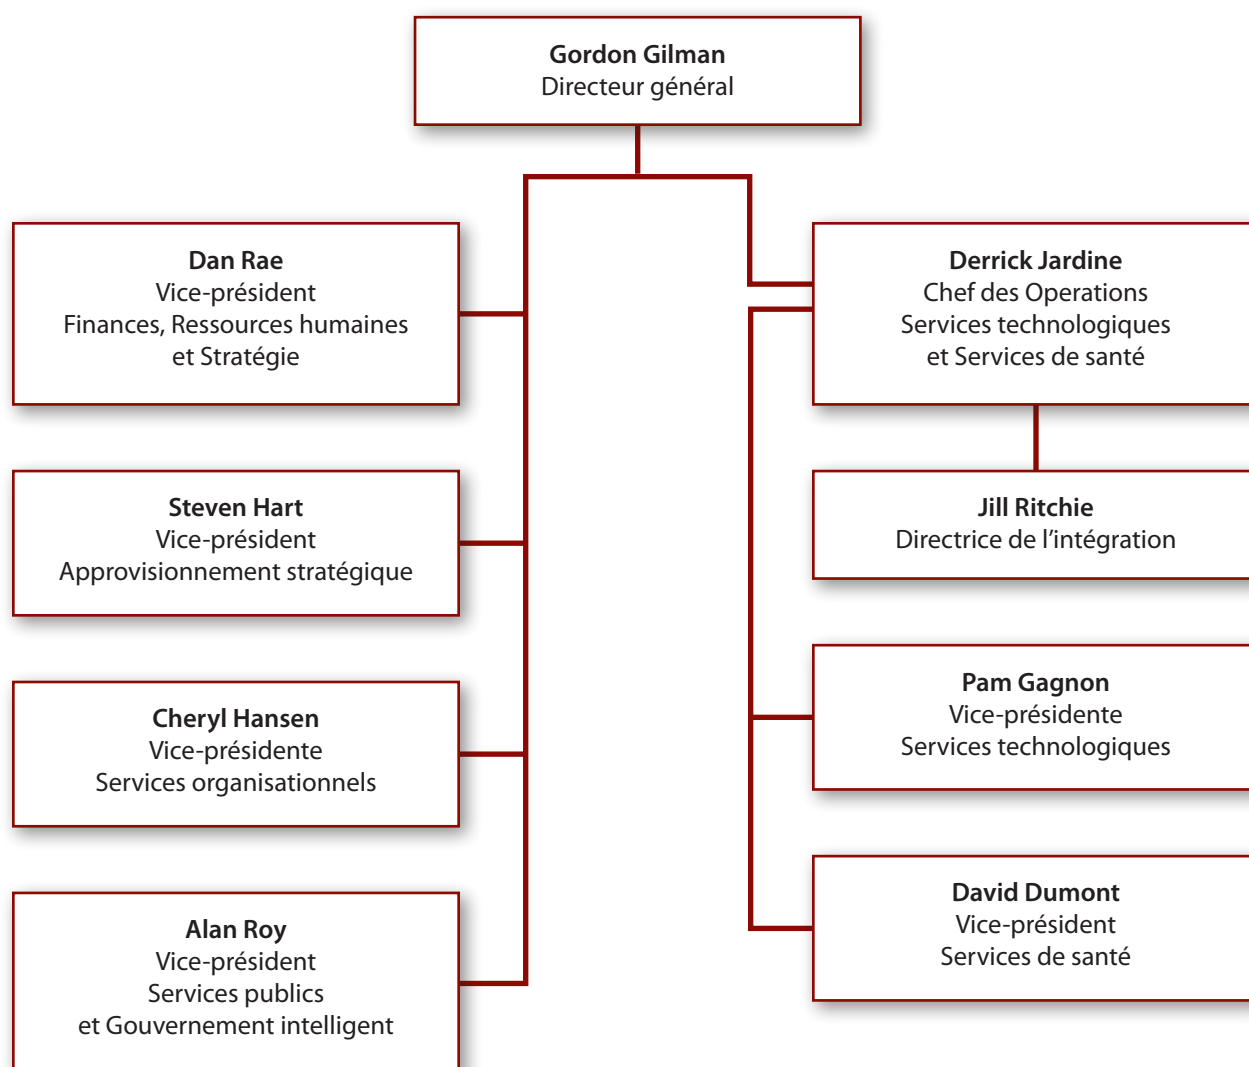 Gordon Gilman
Directeur général
Dan Rae
Vice-président
Finances, Ressources humaines
et Stratégie
Derrick Jardine
Chef des Operations
Services technologiques
et Services de santé
Steven Hart
Vice-président
Approvisionnement stratégique
Jill Ritchie
Directrice de l’intégration
Cheryl Hansen
Vice-présidente
Services organisationnels
Pam Gagnon
Vice-présidente
Services technologiques
Alan Roy
Vice-président
Services publics
et Gouvernement intelligent
David Dumont
Vice-président
Services de santé